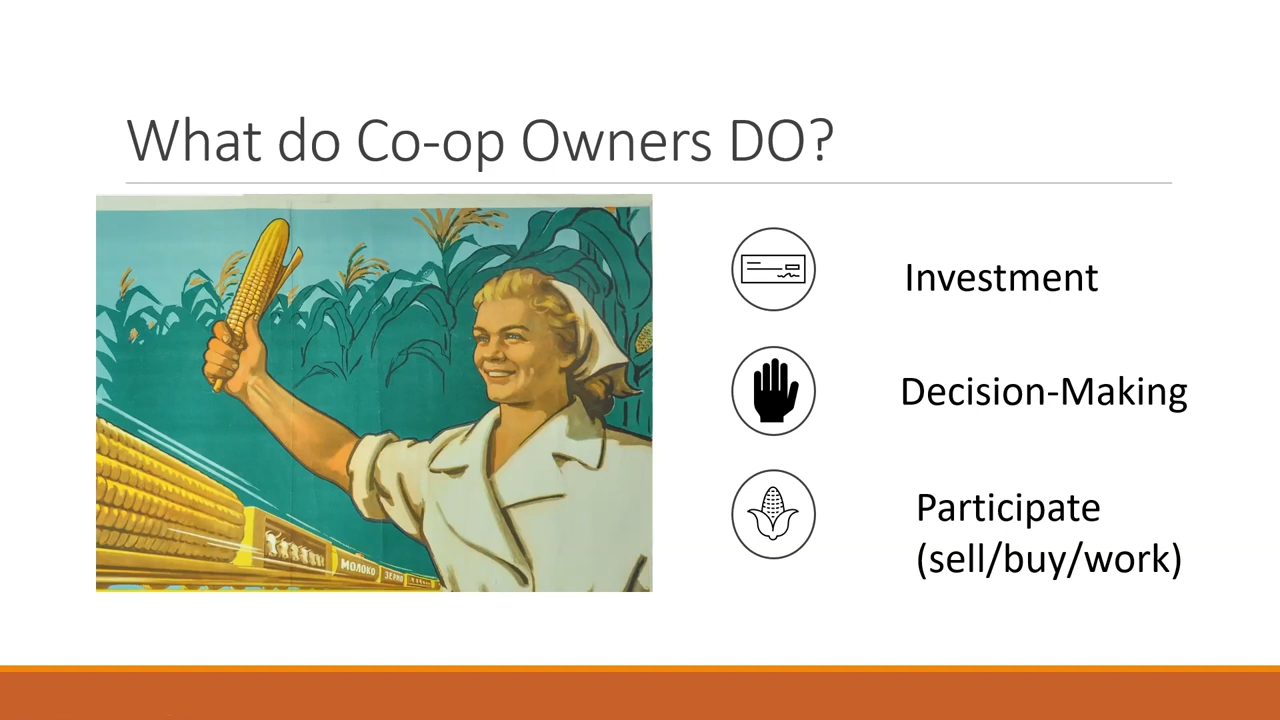 What do Co-op Owners DO?
Investment
Decision-Making
Participate
(sell/buy/work)
МОЛОКО
ЗЕРНО